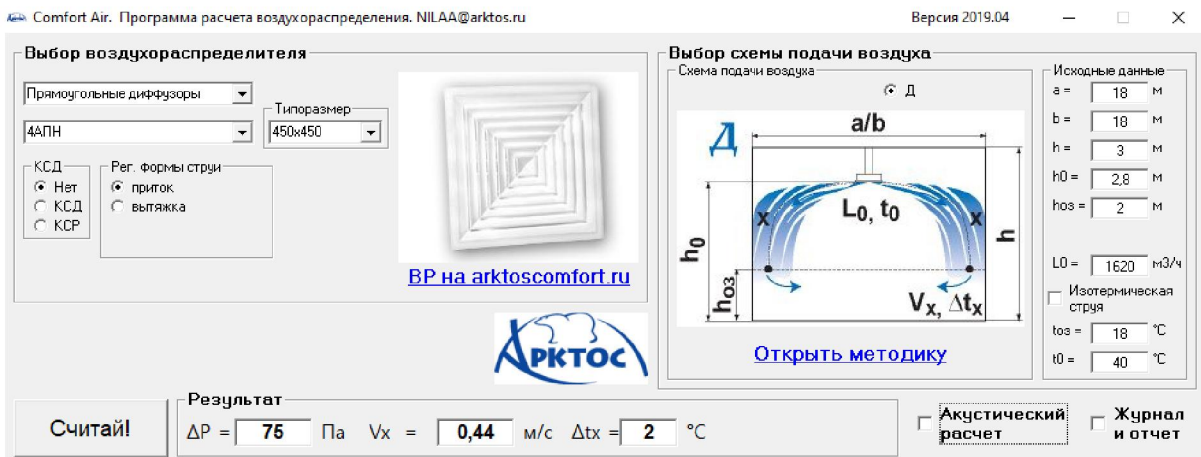 Comfort Air. Программа расчета воздухораспределения. NILAA@arktos.ru
Версия 2019.04
Выбор воздухораспределителя
Прямоугольные диффузоры
4АПН
Типоразмер
450x450
КСД
Нет
КСД
КСР
Рег. формы струи
приток
вытяжка
ВР на arktoscomfort.ru
АРКТОС
Выбор схемы подачи воздуха
Схема подачи воздуха
Д
Д
a/b
L0, t0
x
x
h0
h
hоз
Vx, Δtx
Открыть методику
Исходные данные
a = 18 м
b = 18 м
h = 3 м
h0 = 2,8 м
hоз = 2 м
L0 = 1620 м3/ч
Изотермическая
струя
tоз = 18 °C
t0 = 40 °C
Считай!
Результат
ΔP = 75 Па Vx = 0,44 м/с Δtx = 2 °C
Акустический
расчет
Журнал
и отчет